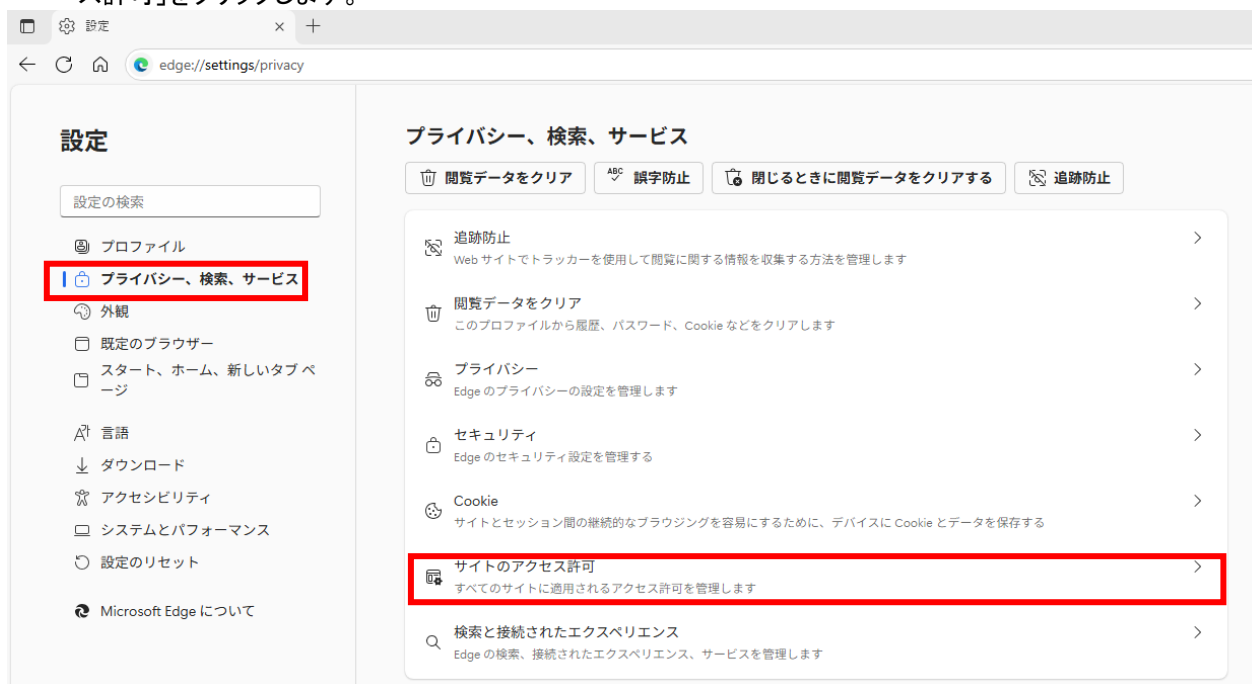 ス許可」をクリックします。
設定
edge://settings/privacy
設定
設定の検索
プロファイル
プライバシー、検索、サービス
外観
既定のブラウザー
スタート、ホーム、新しいタブ ペ
ージ
言語
ダウンロード
アクセシビリティ
システムとパフォーマンス
設定のリセット
Microsoft Edge について
プライバシー、検索、サービス
閲覧データをクリア
ABC 誤字防止
閉じるときに閲覧データをクリアする
追跡防止
追跡防止
Web サイトでトラッカーを使用して閲覧に関する情報を収集する方法を管理します
閲覧データをクリア
このプロファイルから履歴、パスワード、Cookie などをクリアします
プライバシー
Edge のプライバシーの設定を管理します
セキュリティ
Edge のセキュリティ設定を管理する
Cookie
サイトとセッション間の継続的なブラウジングを容易にするために、デバイスに Cookie とデータを保存する
サイトのアクセス許可
すべてのサイトに適用されるアクセス許可を管理します
検索と接続されたエクスペリエンス
Edge の検索、接続されたエクスペリエンス、サービスを管理します